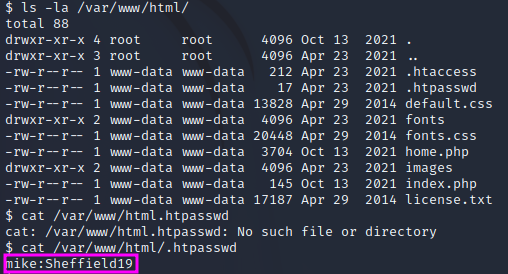 $ ls -la /var/www/html/
total 88
drwxr-xr-x 4 root     root      4096 Oct 13  2021 .
drwxr-xr-x 3 root     root      4096 Apr 23  2021 ..
-rw-r--r-- 1 www-data www-data   212 Apr 23  2021 .htaccess
-rw-r--r-- 1 www-data www-data    17 Apr 23  2021 .htpasswd
-rw-r--r-- 1 www-data www-data 13828 Apr 29  2014 default.css
drwxr-xr-x 2 www-data www-data  4096 Apr 23  2021 fonts
-rw-r--r-- 1 www-data www-data 20448 Apr 29  2014 fonts.css
-rw-r--r-- 1 www-data www-data  3704 Oct 13  2021 home.php
drwxr-xr-x 2 www-data www-data  4096 Apr 23  2021 images
-rw-r--r-- 1 www-data www-data   145 Oct 13  2021 index.php
-rw-r--r-- 1 www-data www-data 17187 Apr 29  2014 license.txt
$ cat /var/www/html.htpasswd
cat: /var/www/html.htpasswd: No such file or directory
$ cat /var/www/html/.htpasswd
mike:Sheffield19